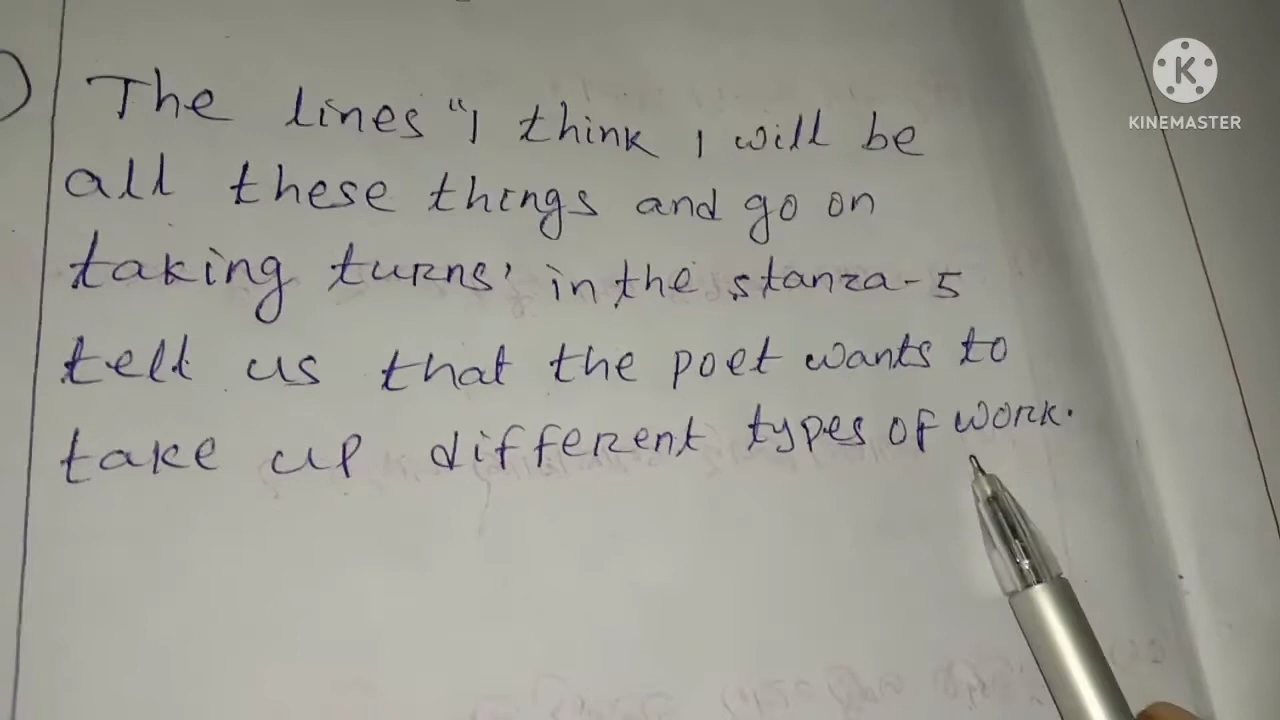 The lines "I think I will be
all these things and go on
taking turns' in the stanza-5
tell us that the poet wants to
take up different types of work.
K
KINEMASTER